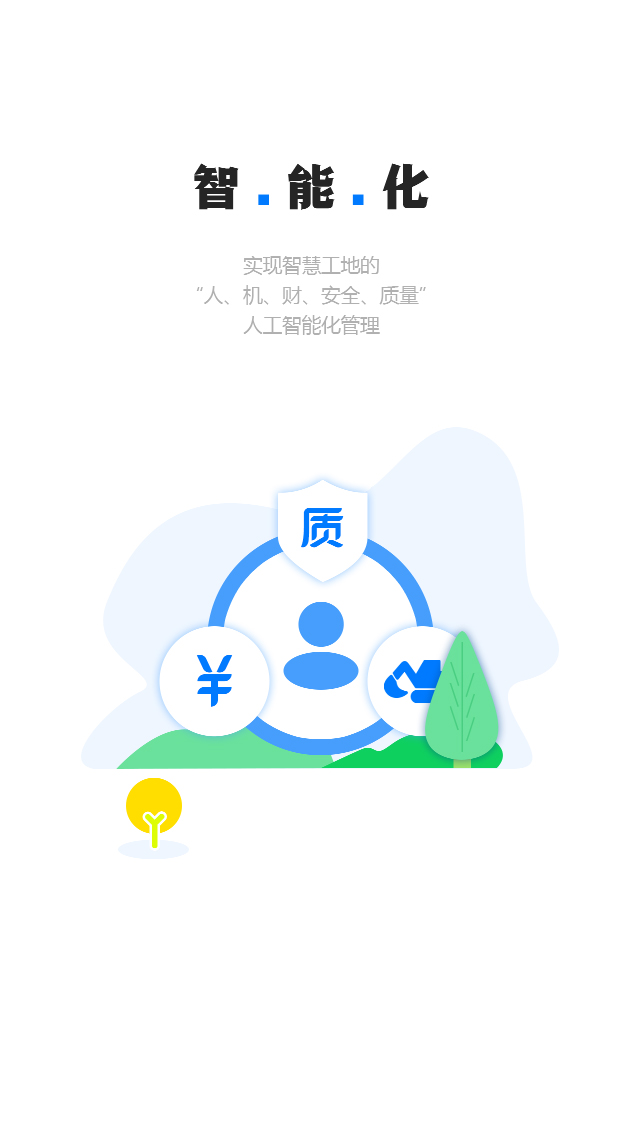 智.能.化
实现智慧工地的
“人、机、财、安全、质量”
人工智能化管理
质
¥